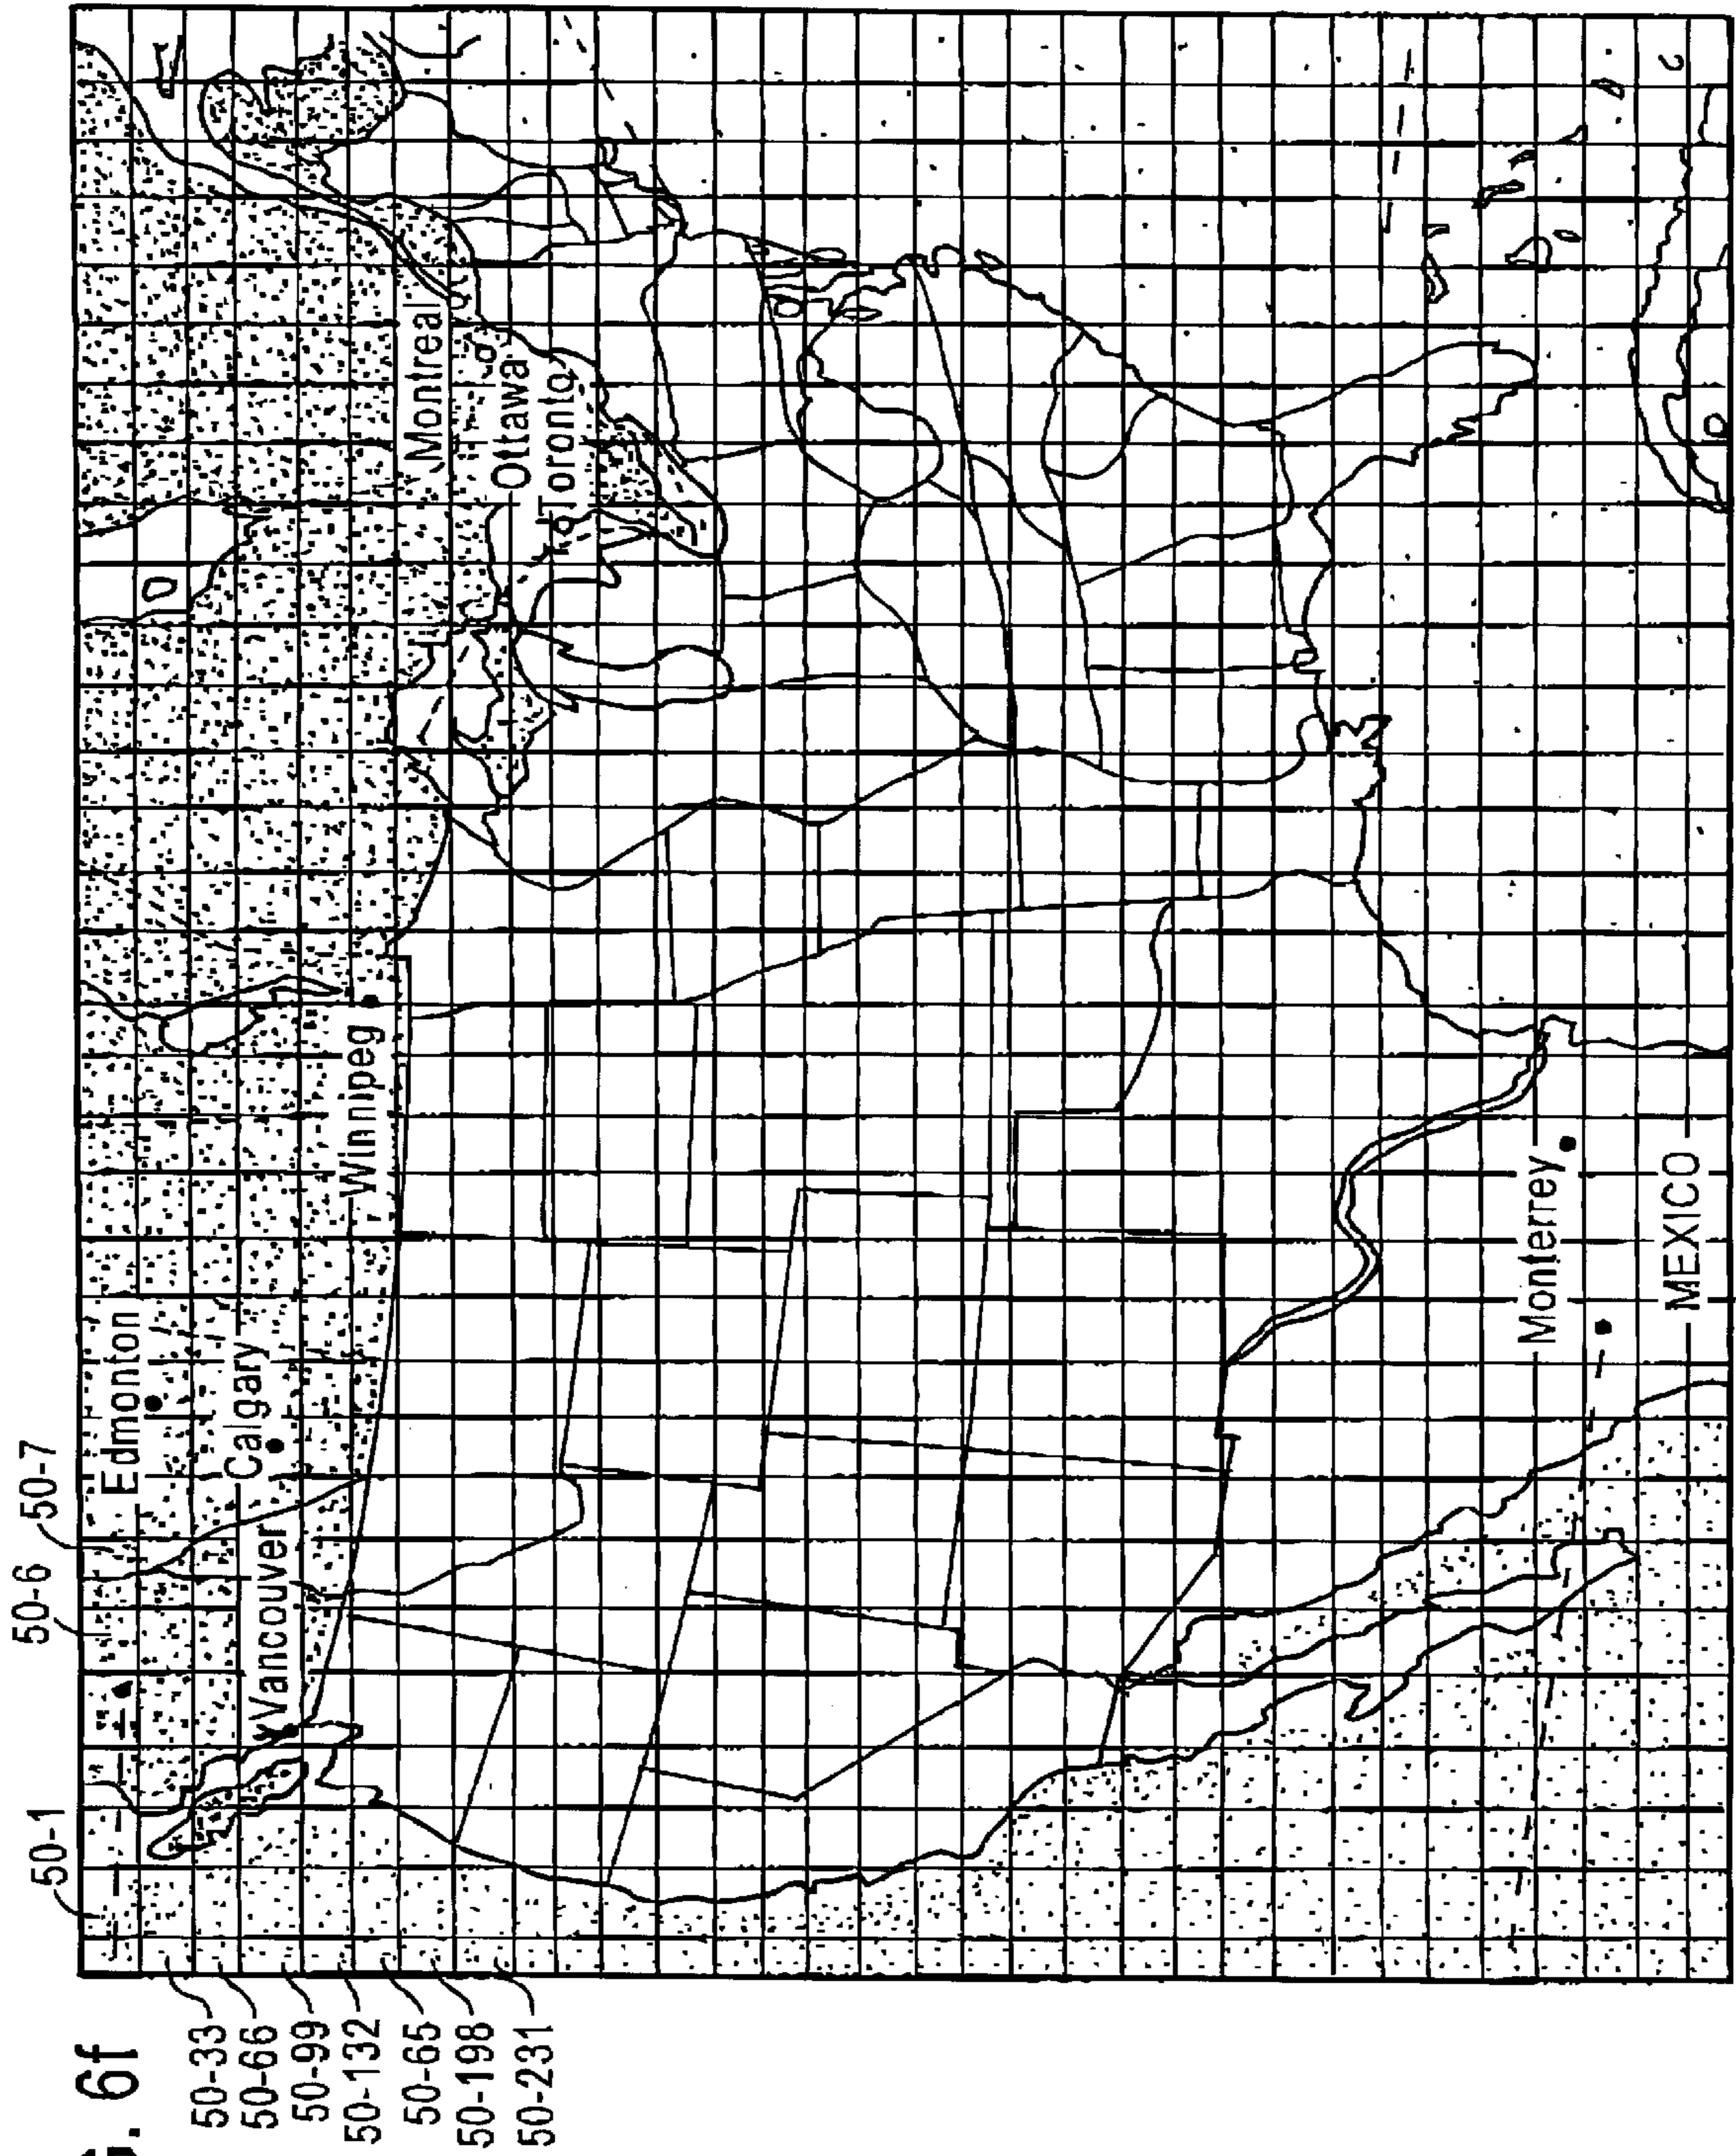 G. 6f
50-1
50-6
50-7
50-33
50-66
50-99
50-132
50-65
50-198
50-231
Edmonton
Calgary
Vancouver
Winnipeg
Montreal
Ottawa
Toronto
Monterrey
MEXICO